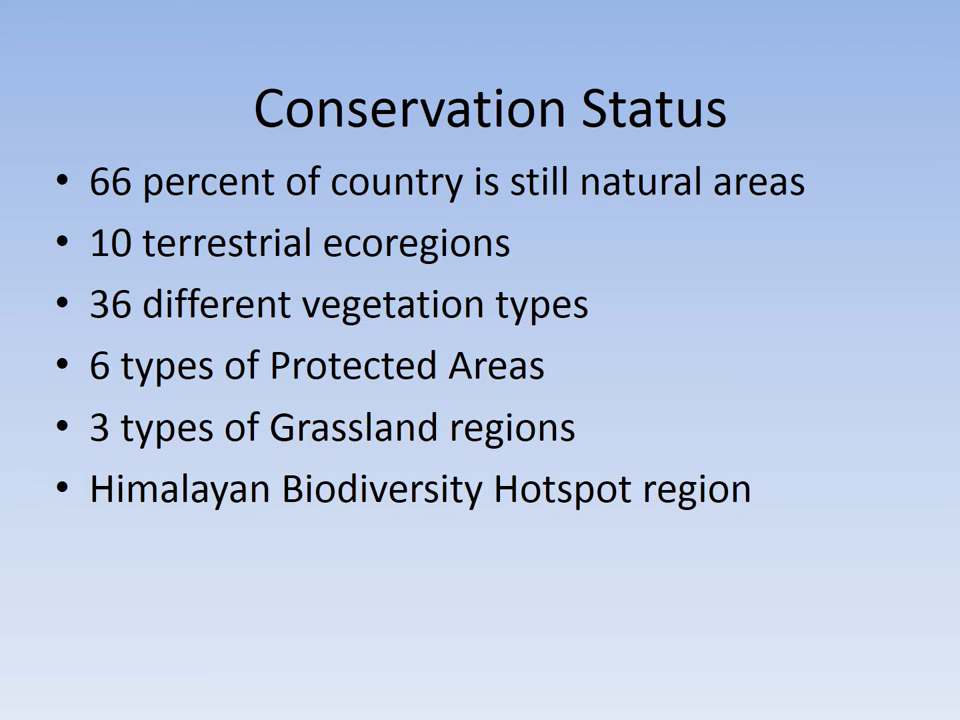 Conservation Status
• 66 percent of country is still natural areas
• 10 terrestrial ecoregions
• 36 different vegetation types
• 6 types of Protected Areas
• 3 types of Grassland regions
• Himalayan Biodiversity Hotspot region